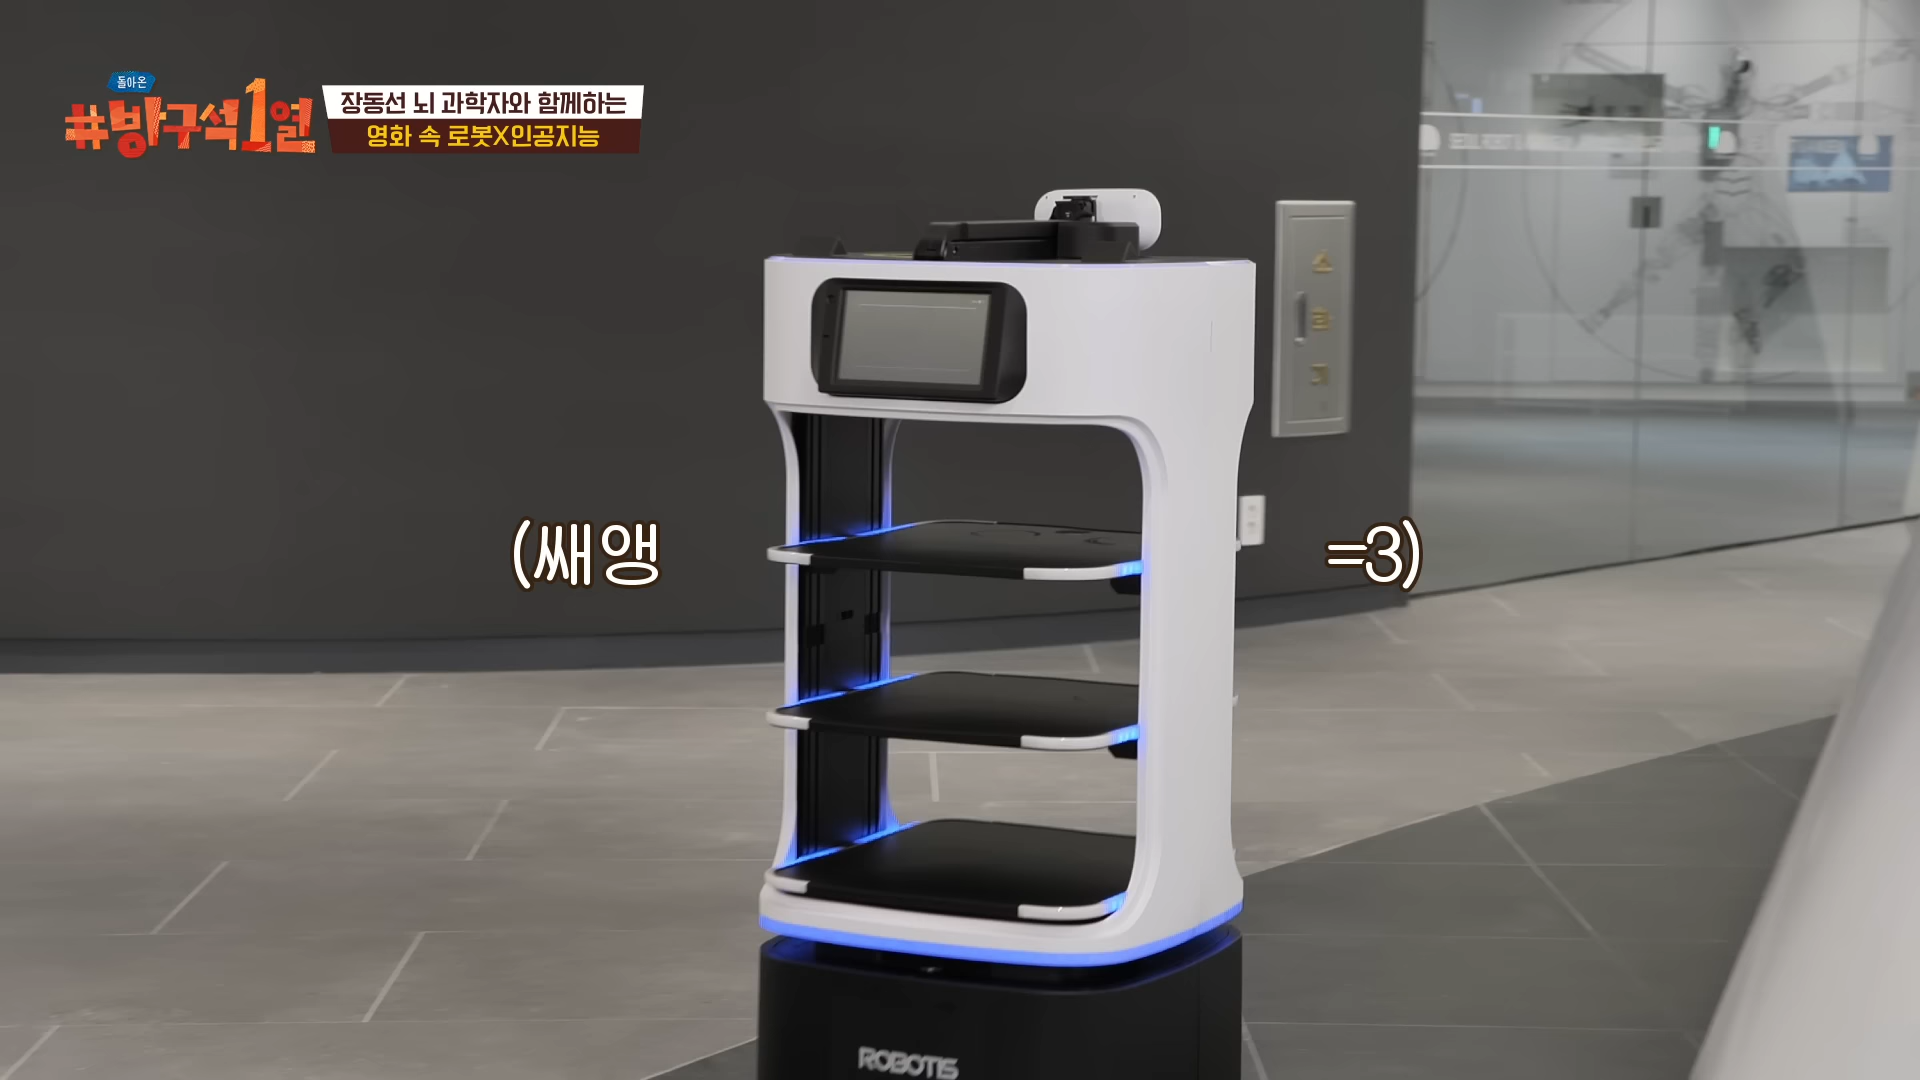 돌아온
#방구석1열
장동선 뇌 과학자와 함께하는
영화 속 로봇X인공지능
(쌔앵 =3)
ROBOTIS